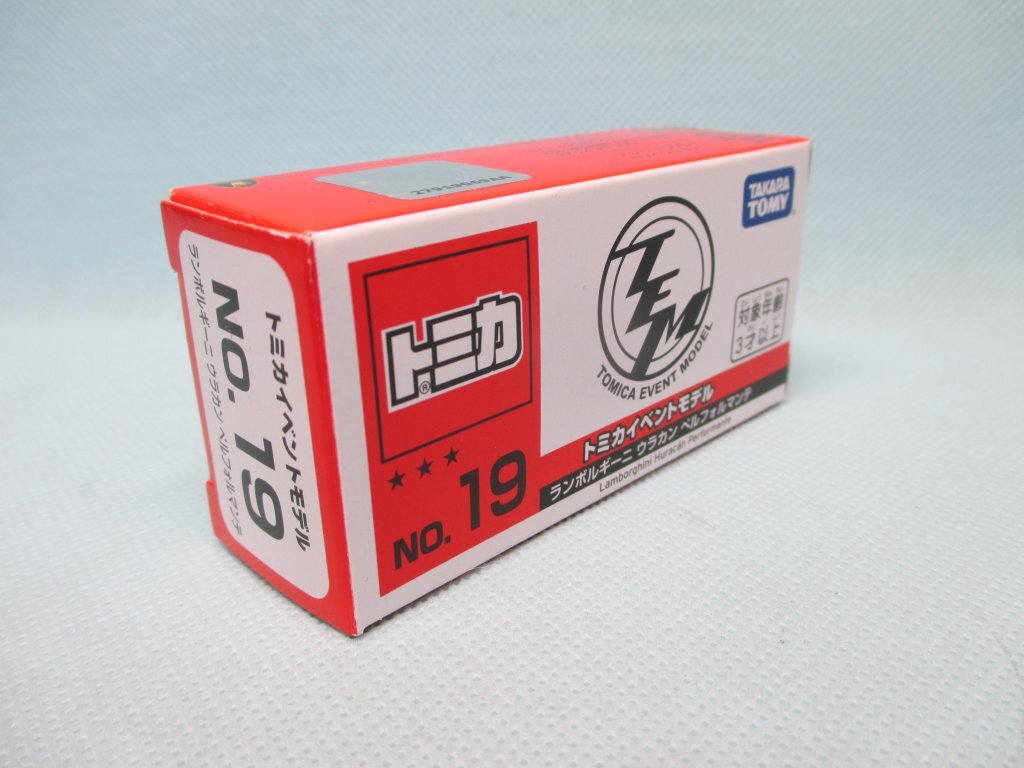 27919969AA
トミカイベントモデル
NO. 19
ランボルギーニ ウラカン ペルフォルマンテ
トミカ®
NO. 19
TEM
TOMICA EVENT MODEL
TAKARA
TOMY
対象年齢
3才以上
トミカイベントモデル
ランボルギーニ ウラカン ペルフォルマンテ
Lamborghini Huracán Performante